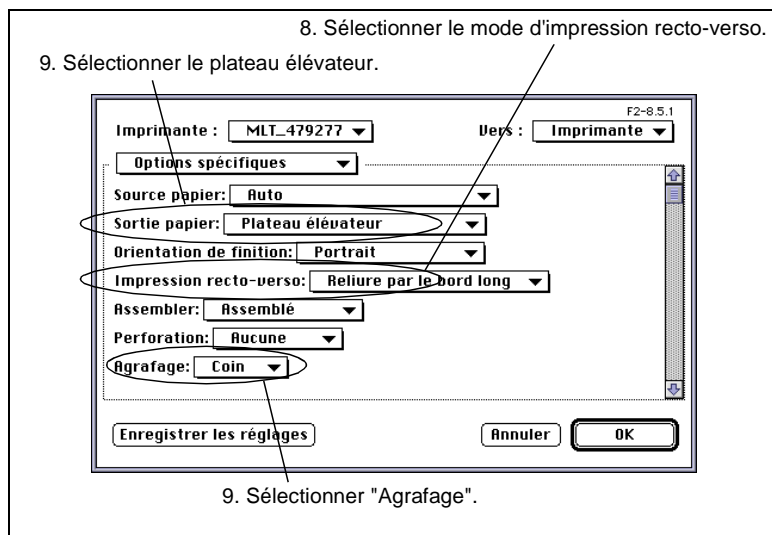 8. Sélectionner le mode d'impression recto-verso.
9. Sélectionner le plateau élévateur.
F2-8.5.1
Imprimante : MLT_479277 Vers : Imprimante
Options spécifiques
Source papier: Auto
Sortie papier: Plateau élévateur
Orientation de finition: Portrait
Impression recto-verso: Reliure par le bord long
Assembler: Assemblé
Perforation: Aucune
Agrafage: Coin
Enregistrer les réglages Annuler OK
9. Sélectionner "Agrafage".